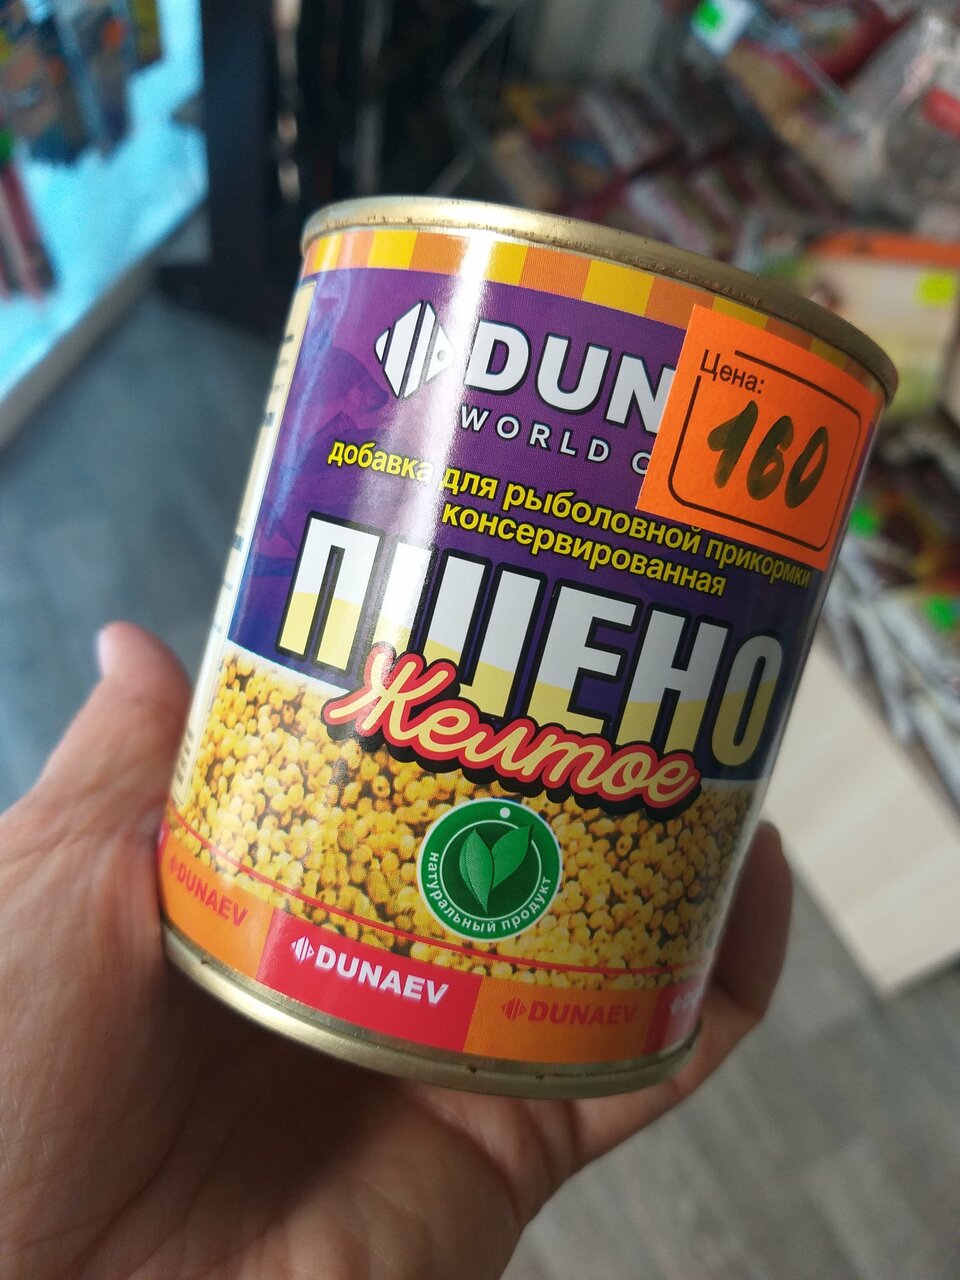 DUN
WORLD C
Цена:
160
добавка для рыболовной прикормки
консервированная
ПШЕНО
Желтое
натуральный продукт
DUNAEV
DUNAEV
DUNAEV